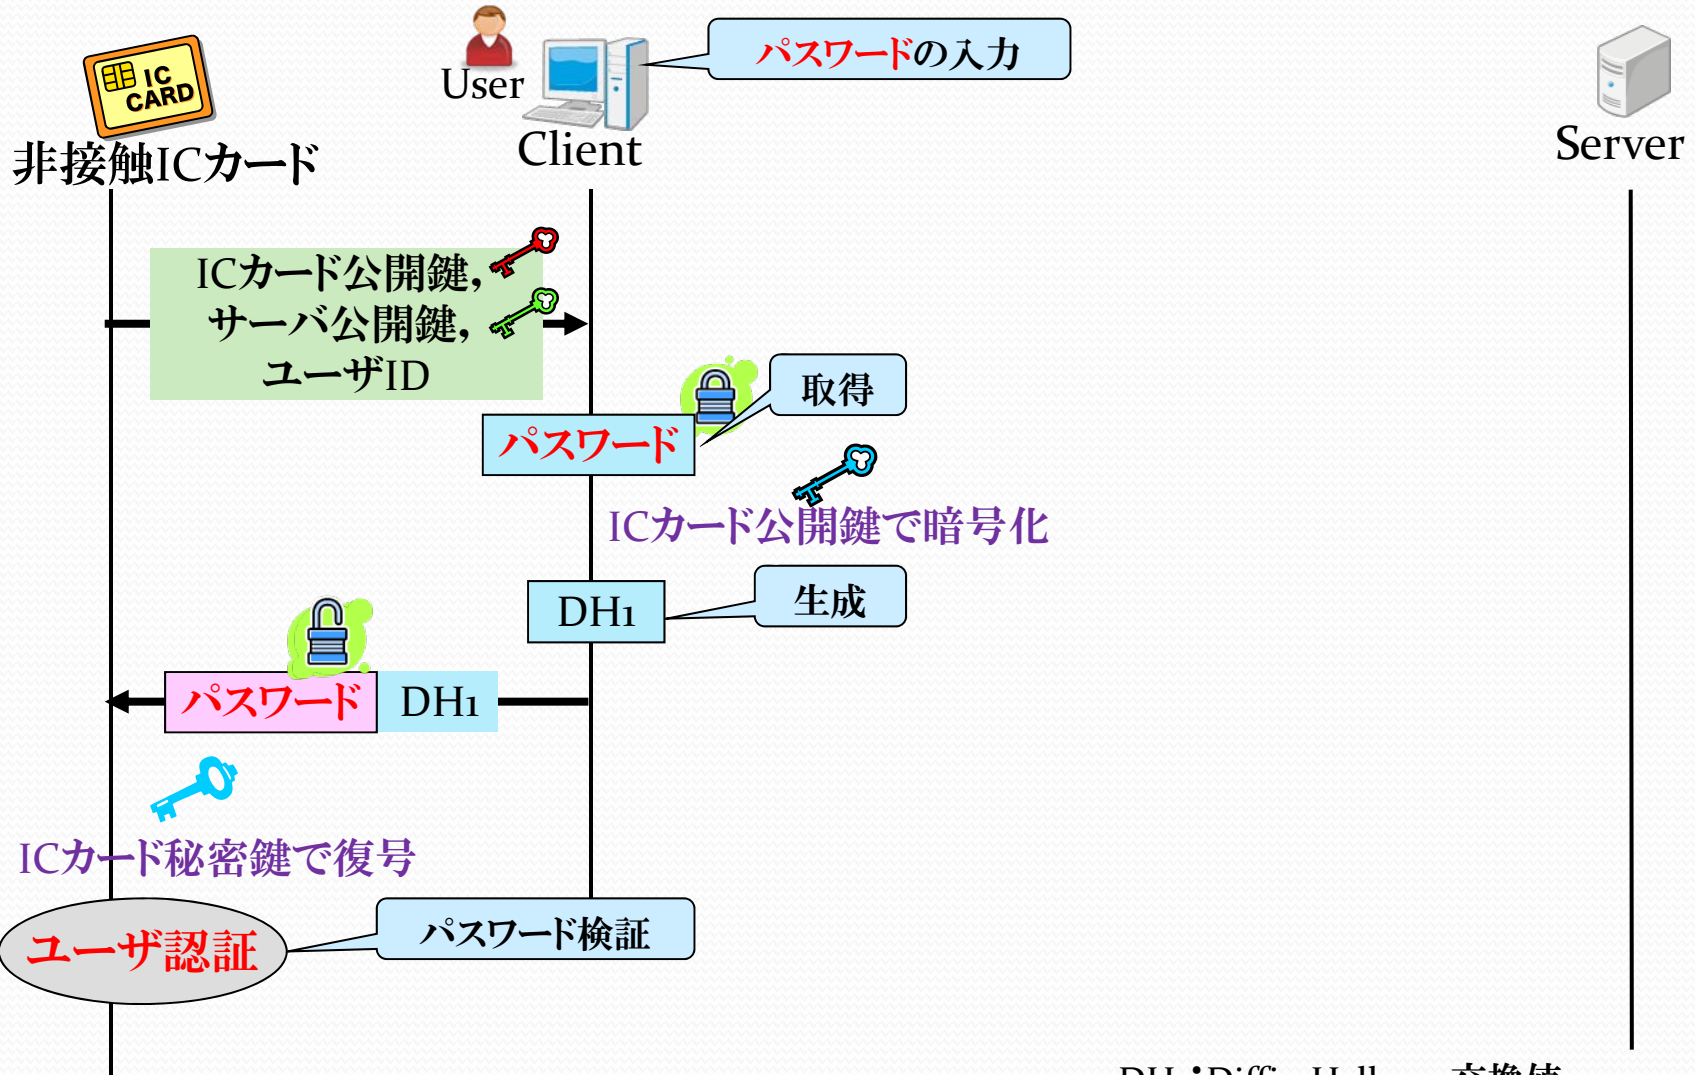 パスワードの入力
User
IC
CARD
Client
Server
非接触ICカード
ICカード公開鍵,
サーバ公開鍵,
ユーザID
取得
パスワード
ICカード公開鍵で暗号化
DH1
生成
パスワード DH1
ICカード秘密鍵で復号
ユーザ認証
パスワード検証